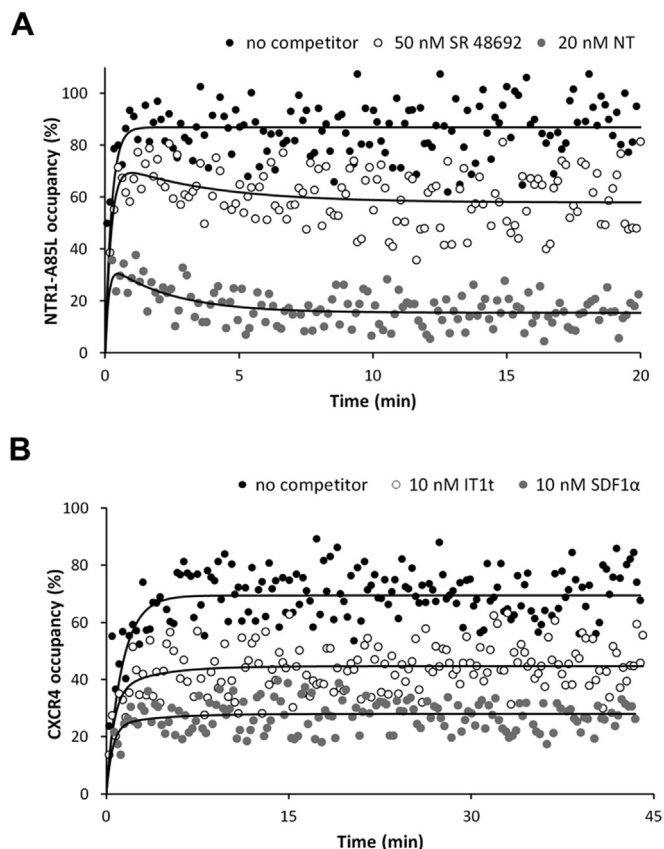 A
no competitor 50 nM SR 48692 20 nM NT
100
80
60
40
20
0
NTR1-A85L occupancy (%)
0 5 10 15 20
Time (min)
B
no competitor 10 nM IT1t 10 nM SDF1α
100
80
60
40
20
0
CXCR4 occupancy (%)
0 15 30 45
Time (min)